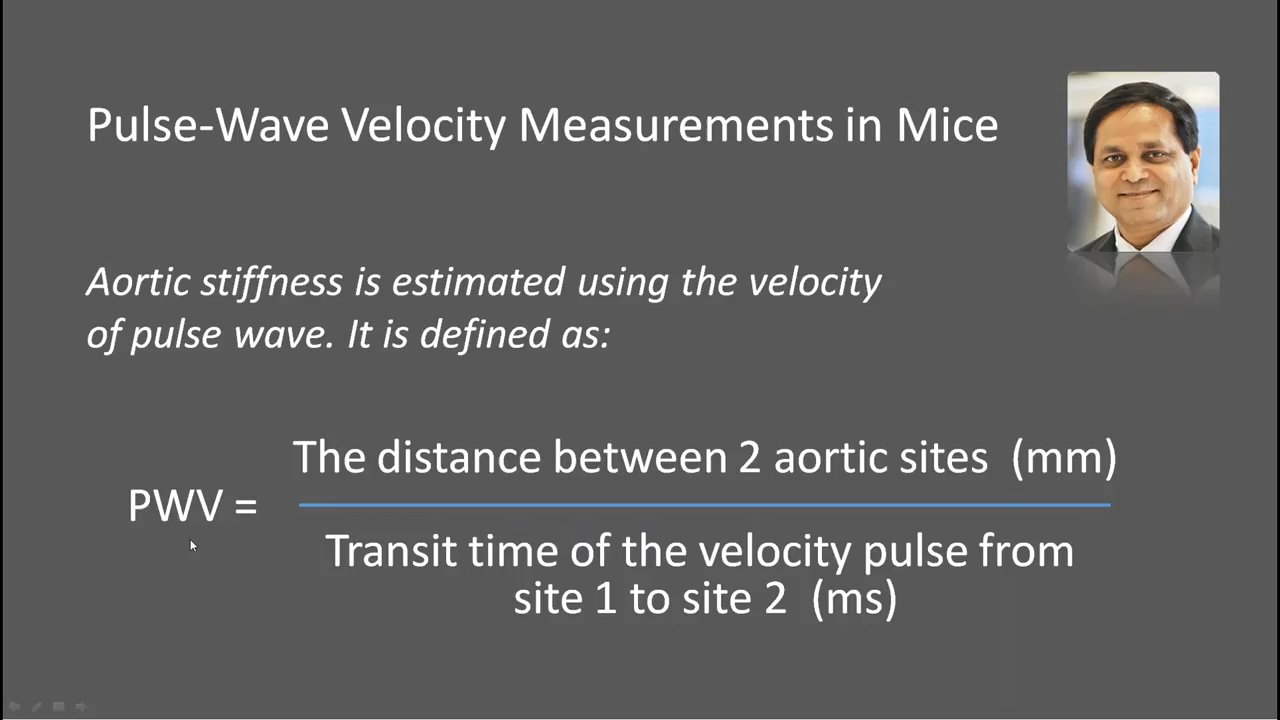 Pulse-Wave Velocity Measurements in Mice
Aortic stiffness is estimated using the velocity
of pulse wave. It is defined as:
The distance between 2 aortic sites (mm)
PWV =
Transit time of the velocity pulse from
site 1 to site 2 (ms)